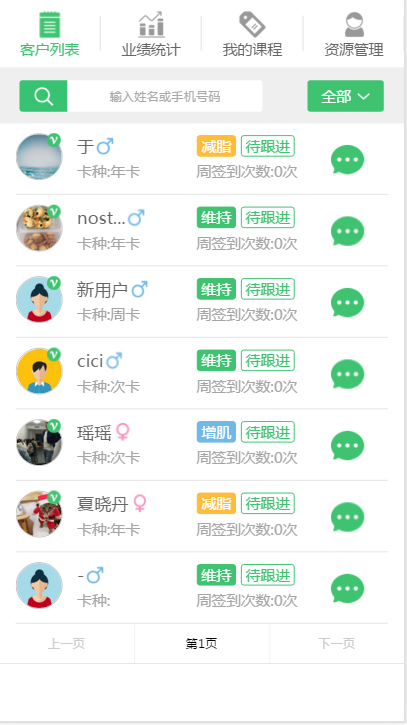 客户列表 业绩统计 我的课程 资源管理
输入姓名或手机号码 全部
于 减脂 待跟进
卡种:年卡 周签到次数:0次
nost... 维持 待跟进
卡种:年卡 周签到次数:0次
新用户 维持 待跟进
卡种:周卡 周签到次数:0次
cici 维持 待跟进
卡种:次卡 周签到次数:0次
瑶瑶 增肌 待跟进
卡种:次卡 周签到次数:0次
夏晓丹 减脂 待跟进
卡种:年卡 周签到次数:0次
- 维持 待跟进
卡种: 周签到次数:0次
上一页 第1页 下一页